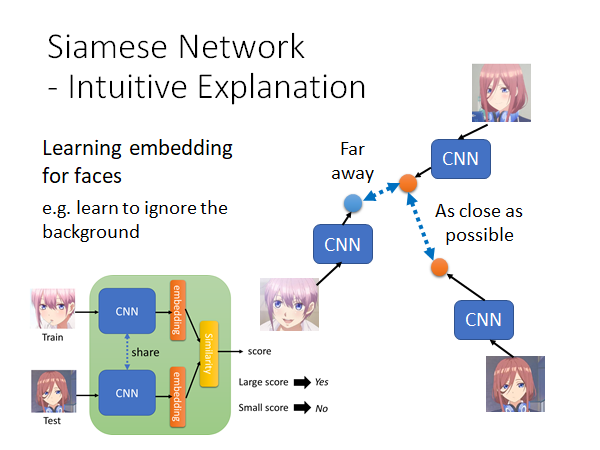 Siamese Network
- Intuitive Explanation
Learning embedding
for faces
e.g. learn to ignore the
background
Far
away
CNN
As close as
possible
CNN
CNN
Train
CNN
embedding
share
Similarity
score
Test
CNN
embedding
Large score Yes
Small score No